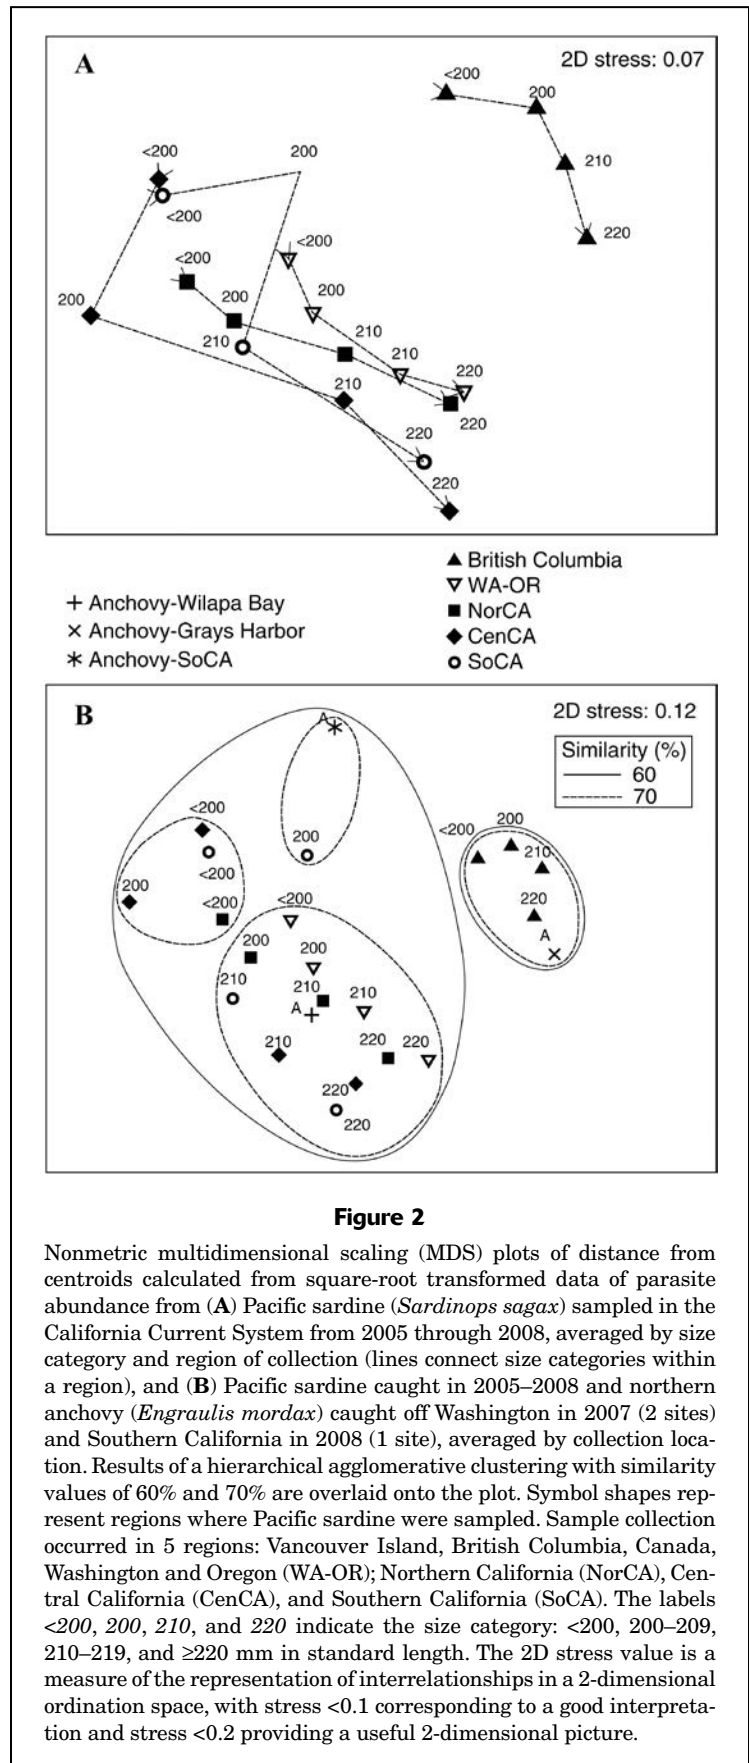 A
2D stress: 0.07
<200
200
210
220
<200
<200
200
200
<200
200
<200
200
210
210
210
220
220
210
220
220
<200
200
Anchovy-Wilapa Bay
Anchovy-Grays Harbor
Anchovy-SoCA
British Columbia
WA-OR
NorCA
CenCA
SoCA
B
2D stress: 0.12
Similarity (%)
60
70
A
<200
200
<200
200
<200
200
<200
200
210
220
A
<200
200
200
210
210
A
210
210
220
220
220
220
Figure 2
Nonmetric multidimensional scaling (MDS) plots of distance from
centroids calculated from square-root transformed data of parasite
abundance from (A) Pacific sardine (Sardinops sagax) sampled in the
California Current System from 2005 through 2008, averaged by size
category and region of collection (lines connect size categories within
a region), and (B) Pacific sardine caught in 2005–2008 and northern
anchovy (Engraulis mordax) caught off Washington in 2007 (2 sites)
and Southern California in 2008 (1 site), averaged by collection loca-
tion. Results of a hierarchical agglomerative clustering with similarity
values of 60% and 70% are overlaid onto the plot. Symbol shapes rep-
resent regions where Pacific sardine were sampled. Sample collection
occurred in 5 regions: Vancouver Island, British Columbia, Canada,
Washington and Oregon (WA-OR); Northern California (NorCA), Cen-
tral California (CenCA), and Southern California (SoCA). The labels
<200, 200, 210, and 220 indicate the size category: <200, 200–209,
210–219, and ≥220 mm in standard length. The 2D stress value is a
measure of the representation of interrelationships in a 2-dimensional
ordination space, with stress <0.1 corresponding to a good interpreta-
tion and stress <0.2 providing a useful 2-dimensional picture.